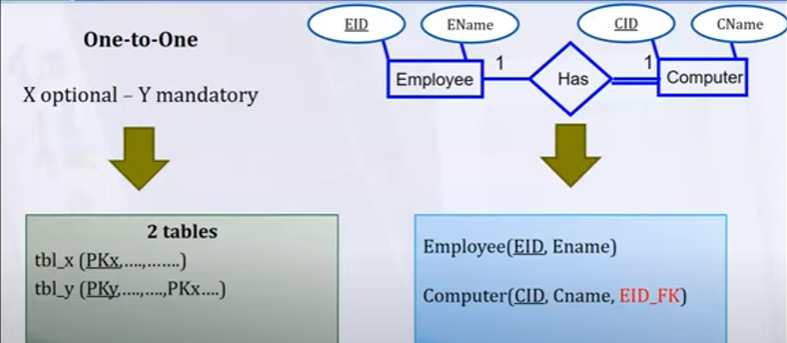 One-to-One
X optional – Y mandatory
EID
EName
CID
CName
Employee
1
Has
1
Computer
2 tables
tbl_x (PKx,....,.......)
tbl_y (PKy,....,....,PKx....)
Employee(EID, Ename)
Computer(CID, Cname, EID_FK)